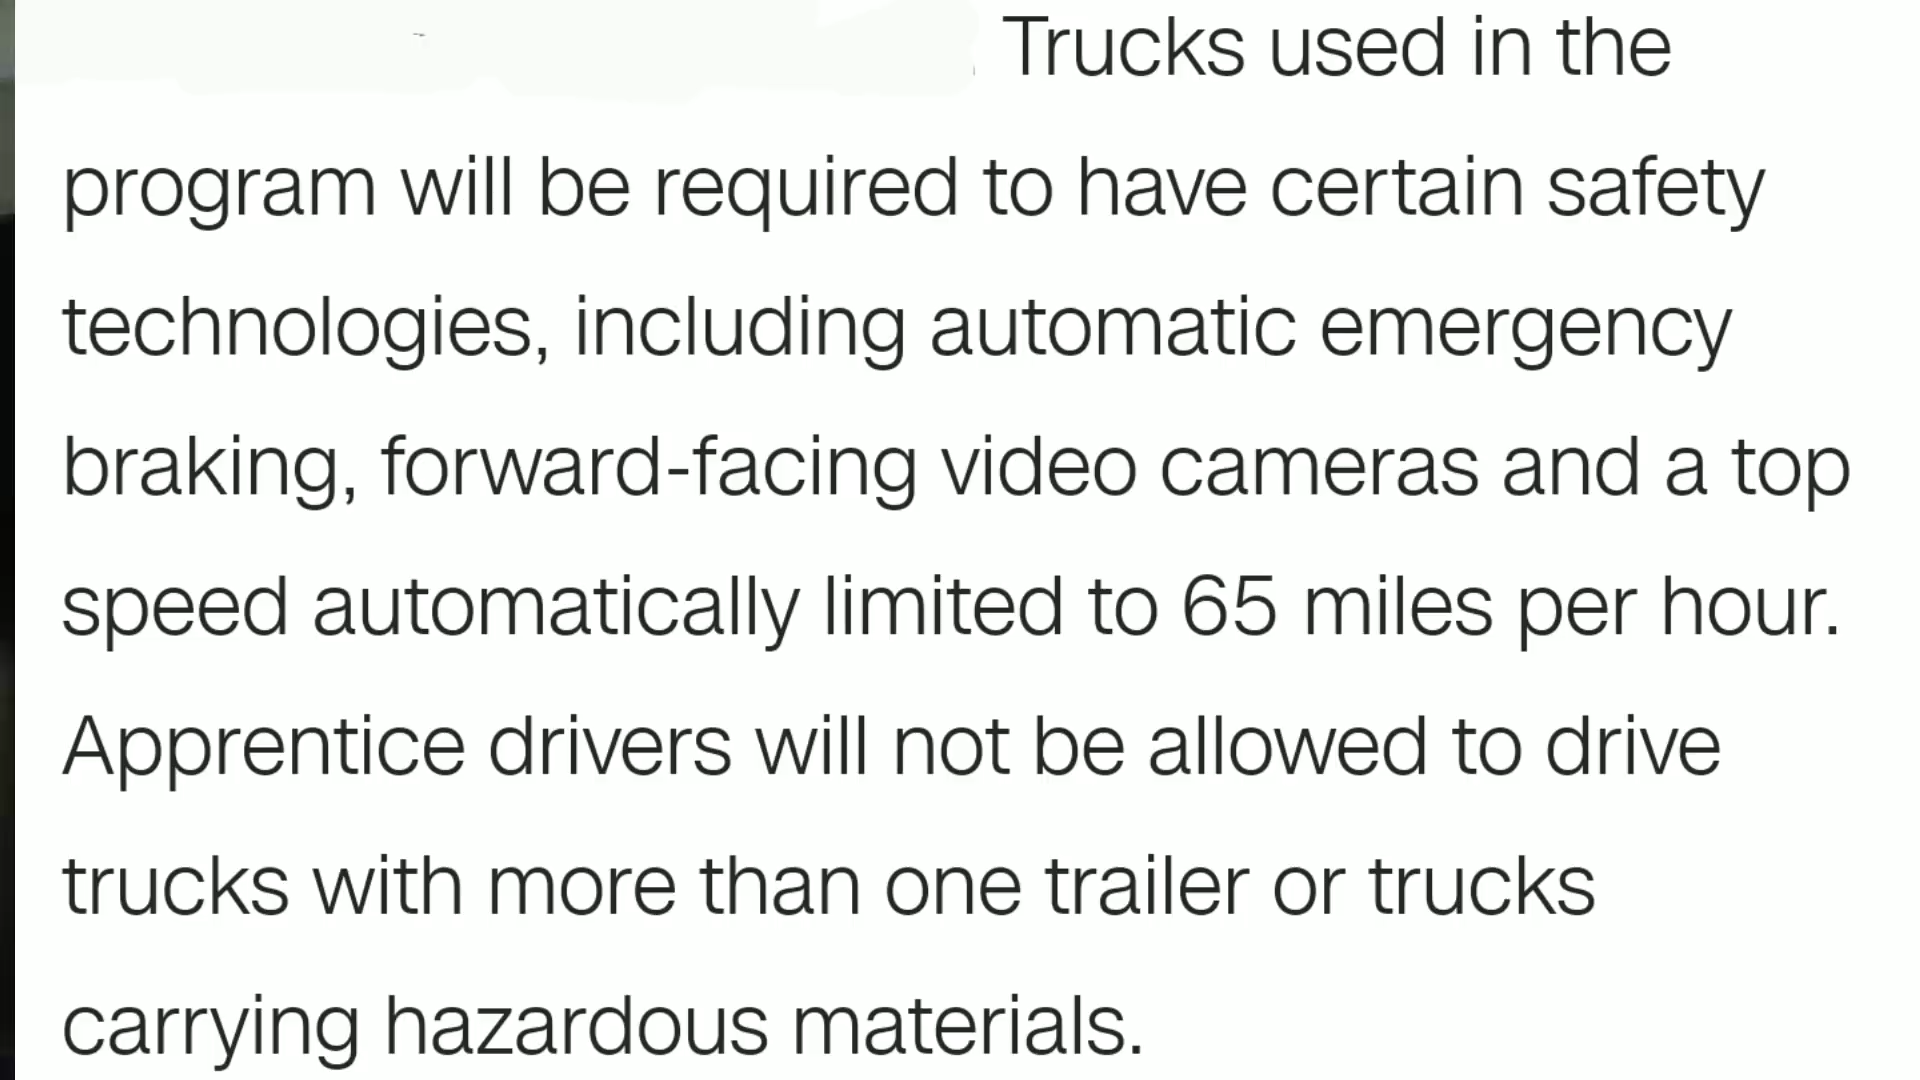 Trucks used in the
program will be required to have certain safety
technologies, including automatic emergency
braking, forward-facing video cameras and a top
speed automatically limited to 65 miles per hour.
Apprentice drivers will not be allowed to drive
trucks with more than one trailer or trucks
carrying hazardous materials.